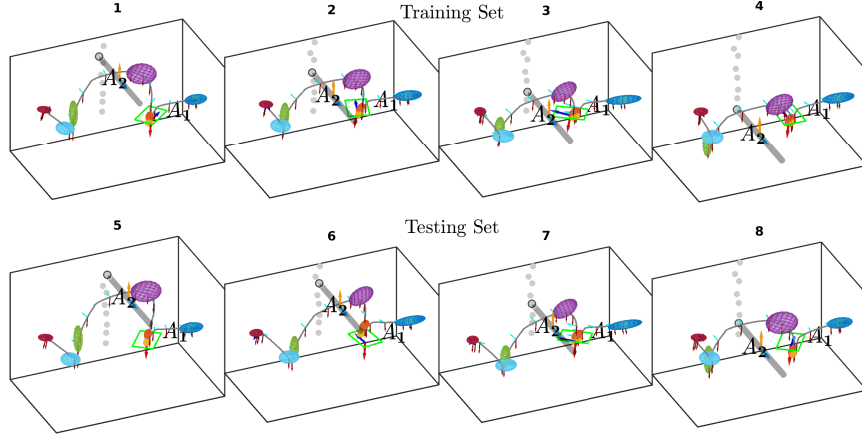 Training Set
1 2 3 4
A2 A1 A2 A1 A2 A1 A2 A1
Testing Set
5 6 7 8
A2 A1 A2 A1 A2 A1 A2 A1